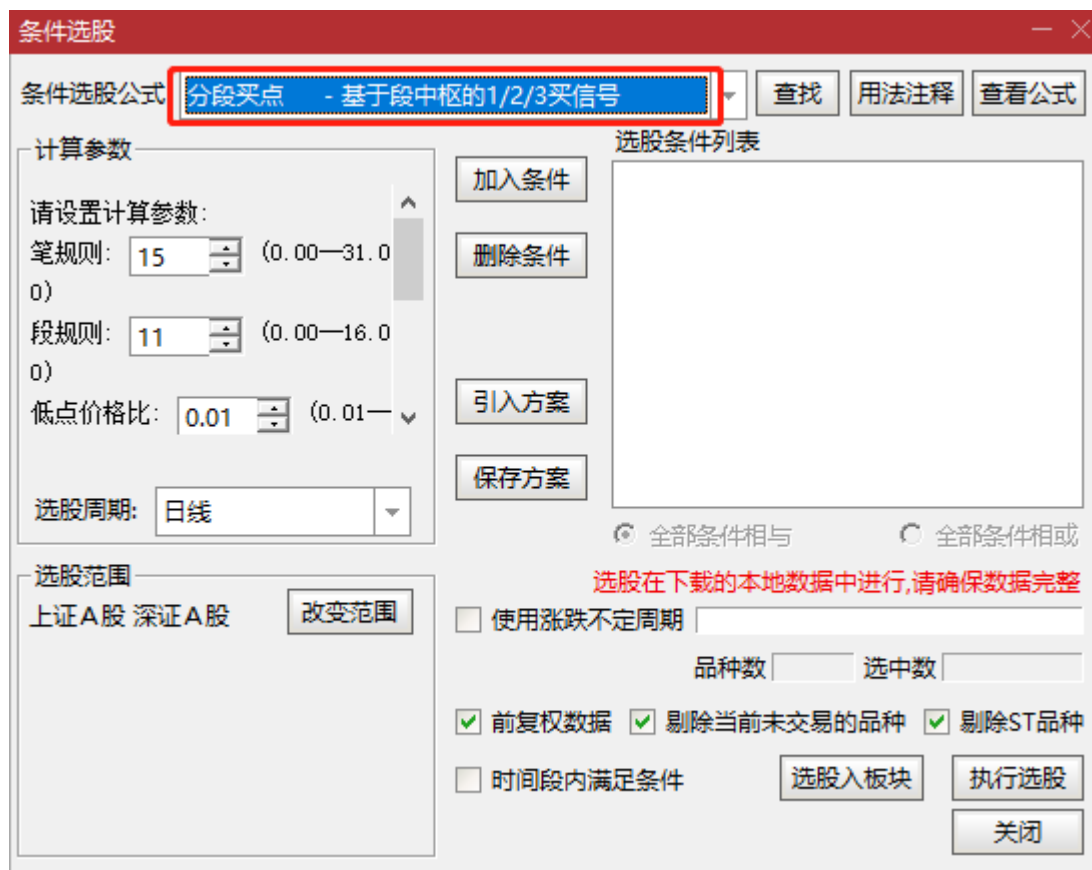 条件选股
条件选股公式 分段买点 - 基于段中枢的1/2/3买信号 查找 用法注释 查看公式
计算参数
请设置计算参数:
笔规则: 15 (0.00—31.0
0)
段规则: 11 (0.00—16.0
0)
低点价格比: 0.01 (0.01—
选股周期: 日线
加入条件
删除条件
引入方案
保存方案
选股条件列表
全部条件相与 全部条件相或
选股范围
上证A股 深证A股 改变范围
选股在下载的本地数据中进行,请确保数据完整
使用涨跌不定周期
品种数 选中数
前复权数据 剔除当前未交易的品种 剔除ST品种
时间段内满足条件 选股入板块 执行选股
关闭